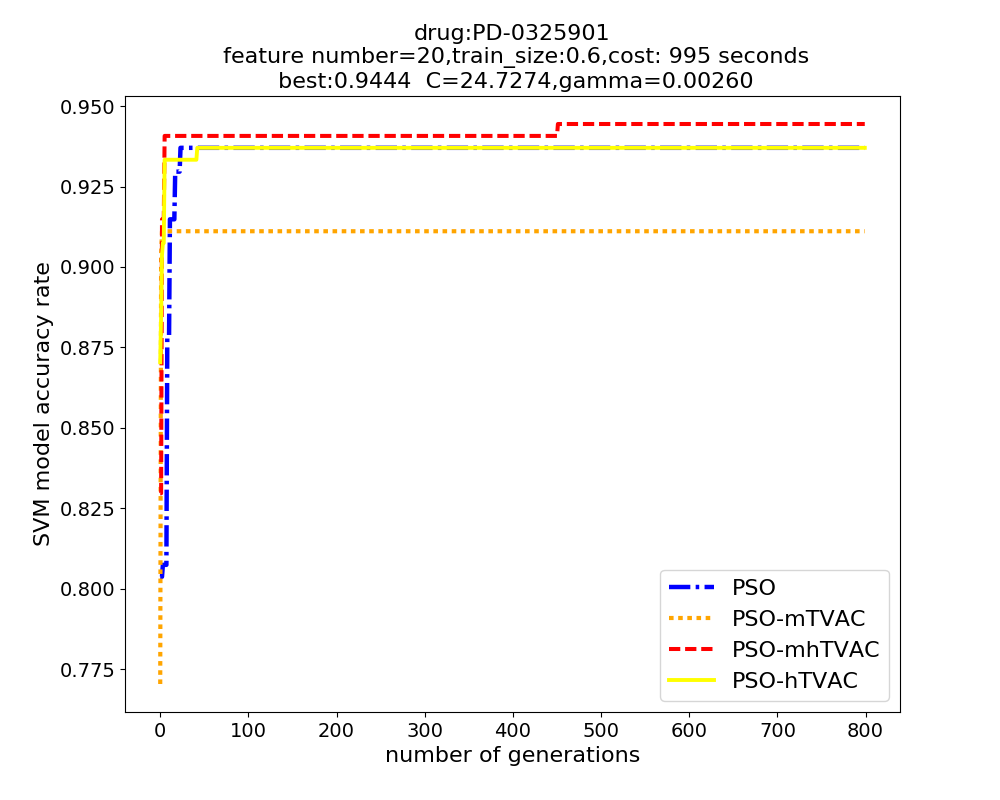 drug:PD-0325901
feature number=20,train_size:0.6,cost: 995 seconds
best:0.9444  C=24.7274,gamma=0.00260
0.950
0.925
0.900
0.875
0.850
0.825
0.800
0.775
SVM model accuracy rate
PSO
PSO-mTVAC
PSO-mhTVAC
PSO-hTVAC
0 100 200 300 400 500 600 700 800
number of generations